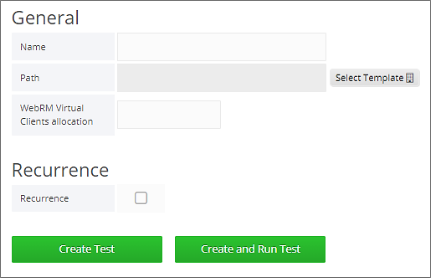 General
Name
Path
Select Template
WebRM Virtual
Clients allocation
Recurrence
Recurrence
Create Test
Create and Run Test